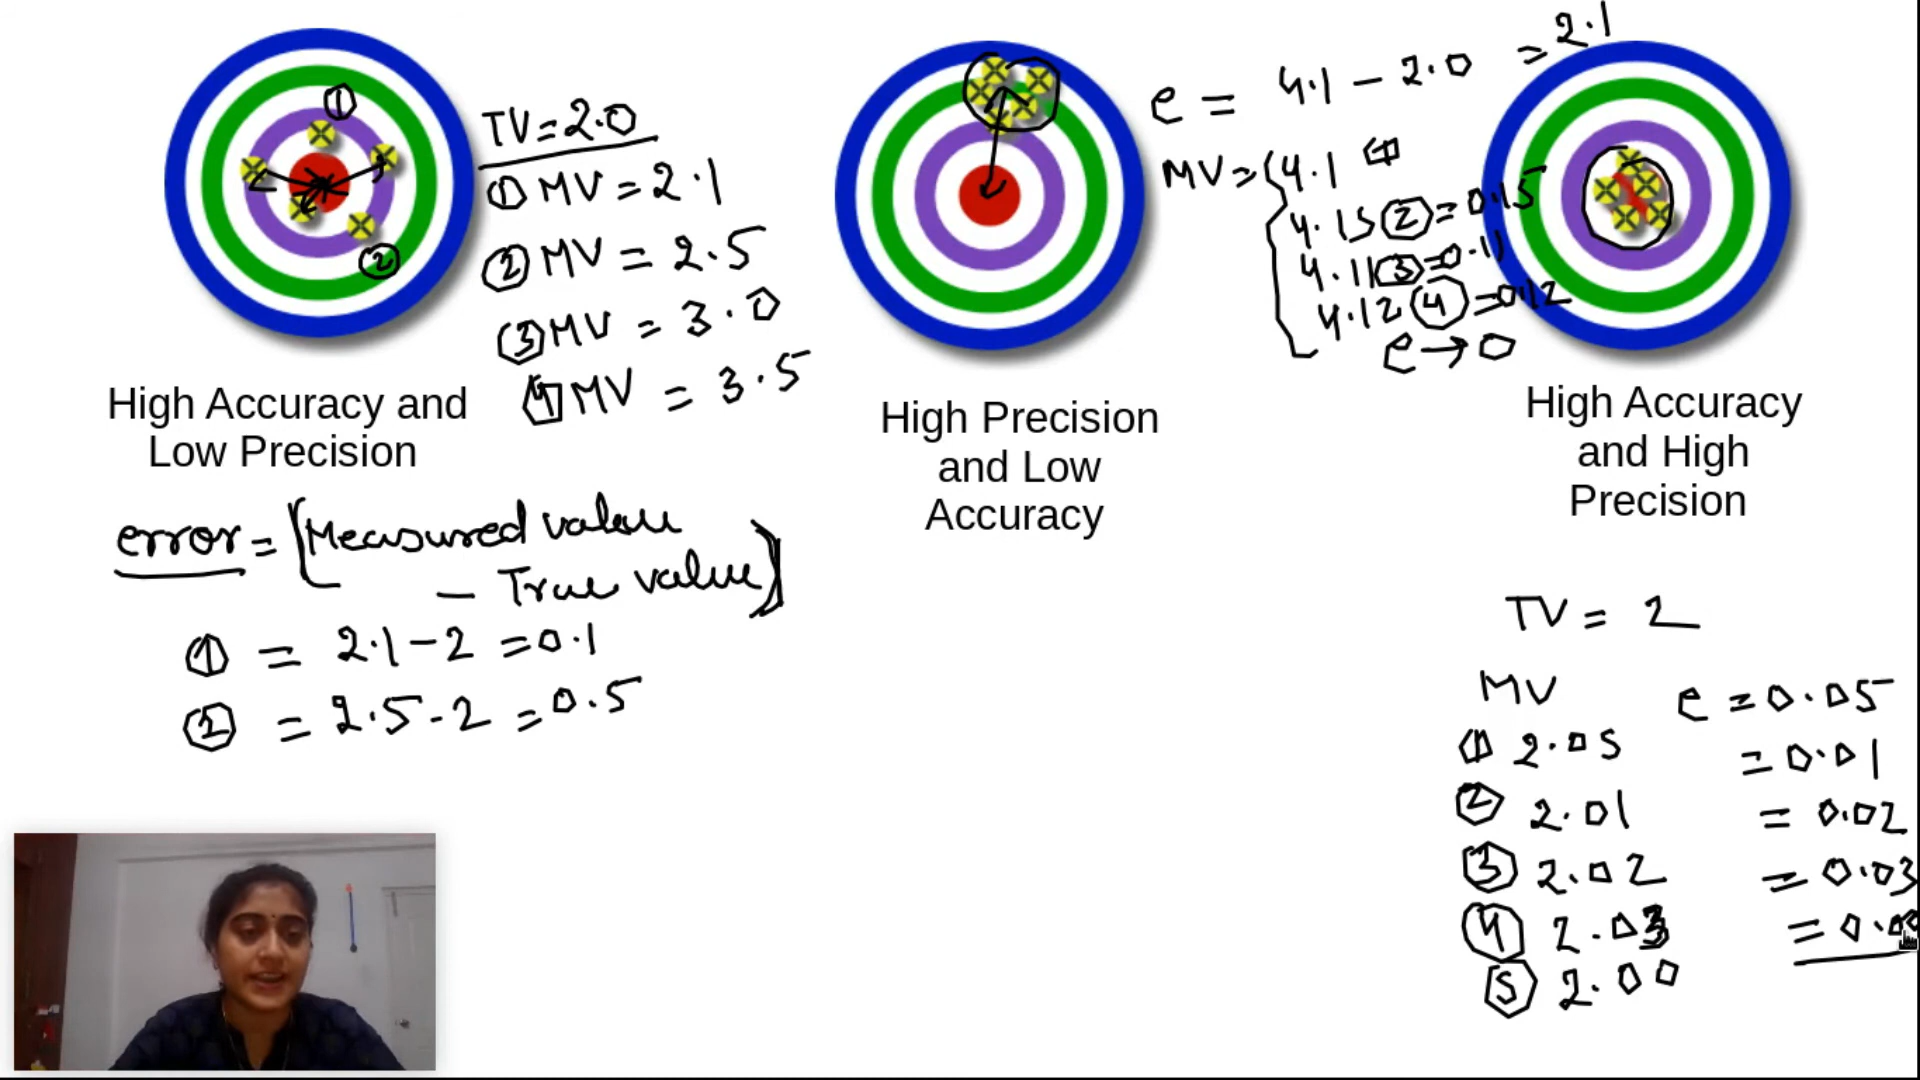 ①
②
High Accuracy and
Low Precision
TV=2.0
① MV = 2.1
② MV = 2.5
③ MV = 3.0
④ MV = 3.5
error = [Measured value
- True value]
① = 2.1-2 =0.1
② = 2.5-2 =0.5
High Precision
and Low
Accuracy
e = 4.1 - 2.0 = 2.1
MV = { 4.1 ①
4.15 ② = 0.15
4.11 ③ = 0.11
4.12 ④ = 0.12
e → 0
High Accuracy
and High
Precision
TV = 2
MV e = 0.05
① 2.05 = 0.01
② 2.01 = 0.02
③ 2.02 = 0.03
④ 2.03 = 0.00
⑤ 2.00